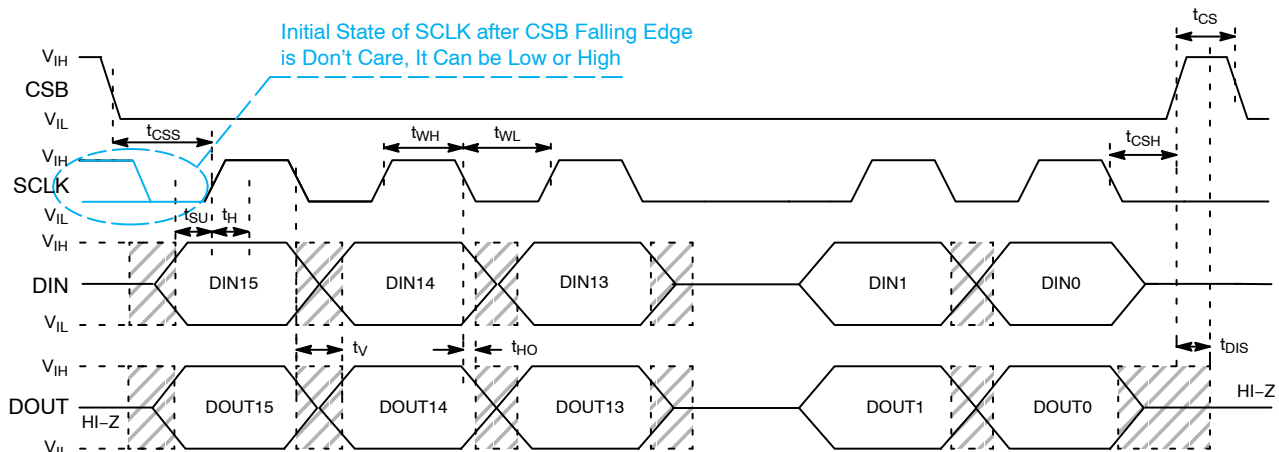 Initial State of SCLK after CSB Falling Edge
is Don't Care, It Can be Low or High
tCS
VIH
CSB
VIL
tCSS
tWH
tWL
tCSH
VIH
SCLK
VIL
tSU
tH
VIH
DIN
DIN15
DIN14
DIN13
DIN1
DIN0
VIL
tV
tHO
tDIS
VIH
DOUT
HI–Z
DOUT15
DOUT14
DOUT13
DOUT1
DOUT0
HI–Z
VIL